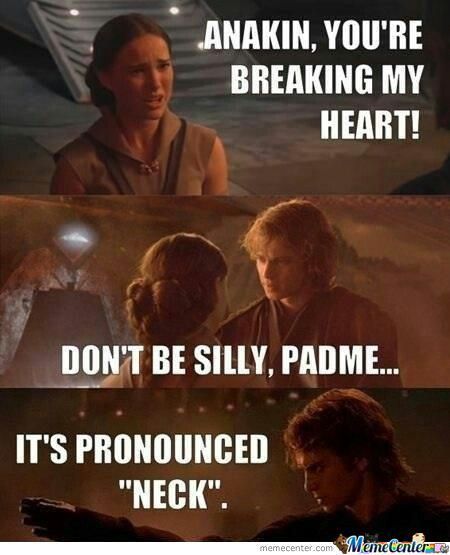 ANAKIN, YOU'RE
BREAKING MY
HEART!
DON'T BE SILLY, PADME...
IT'S PRONOUNCED
"NECK".
memecenter.com MemeCenter